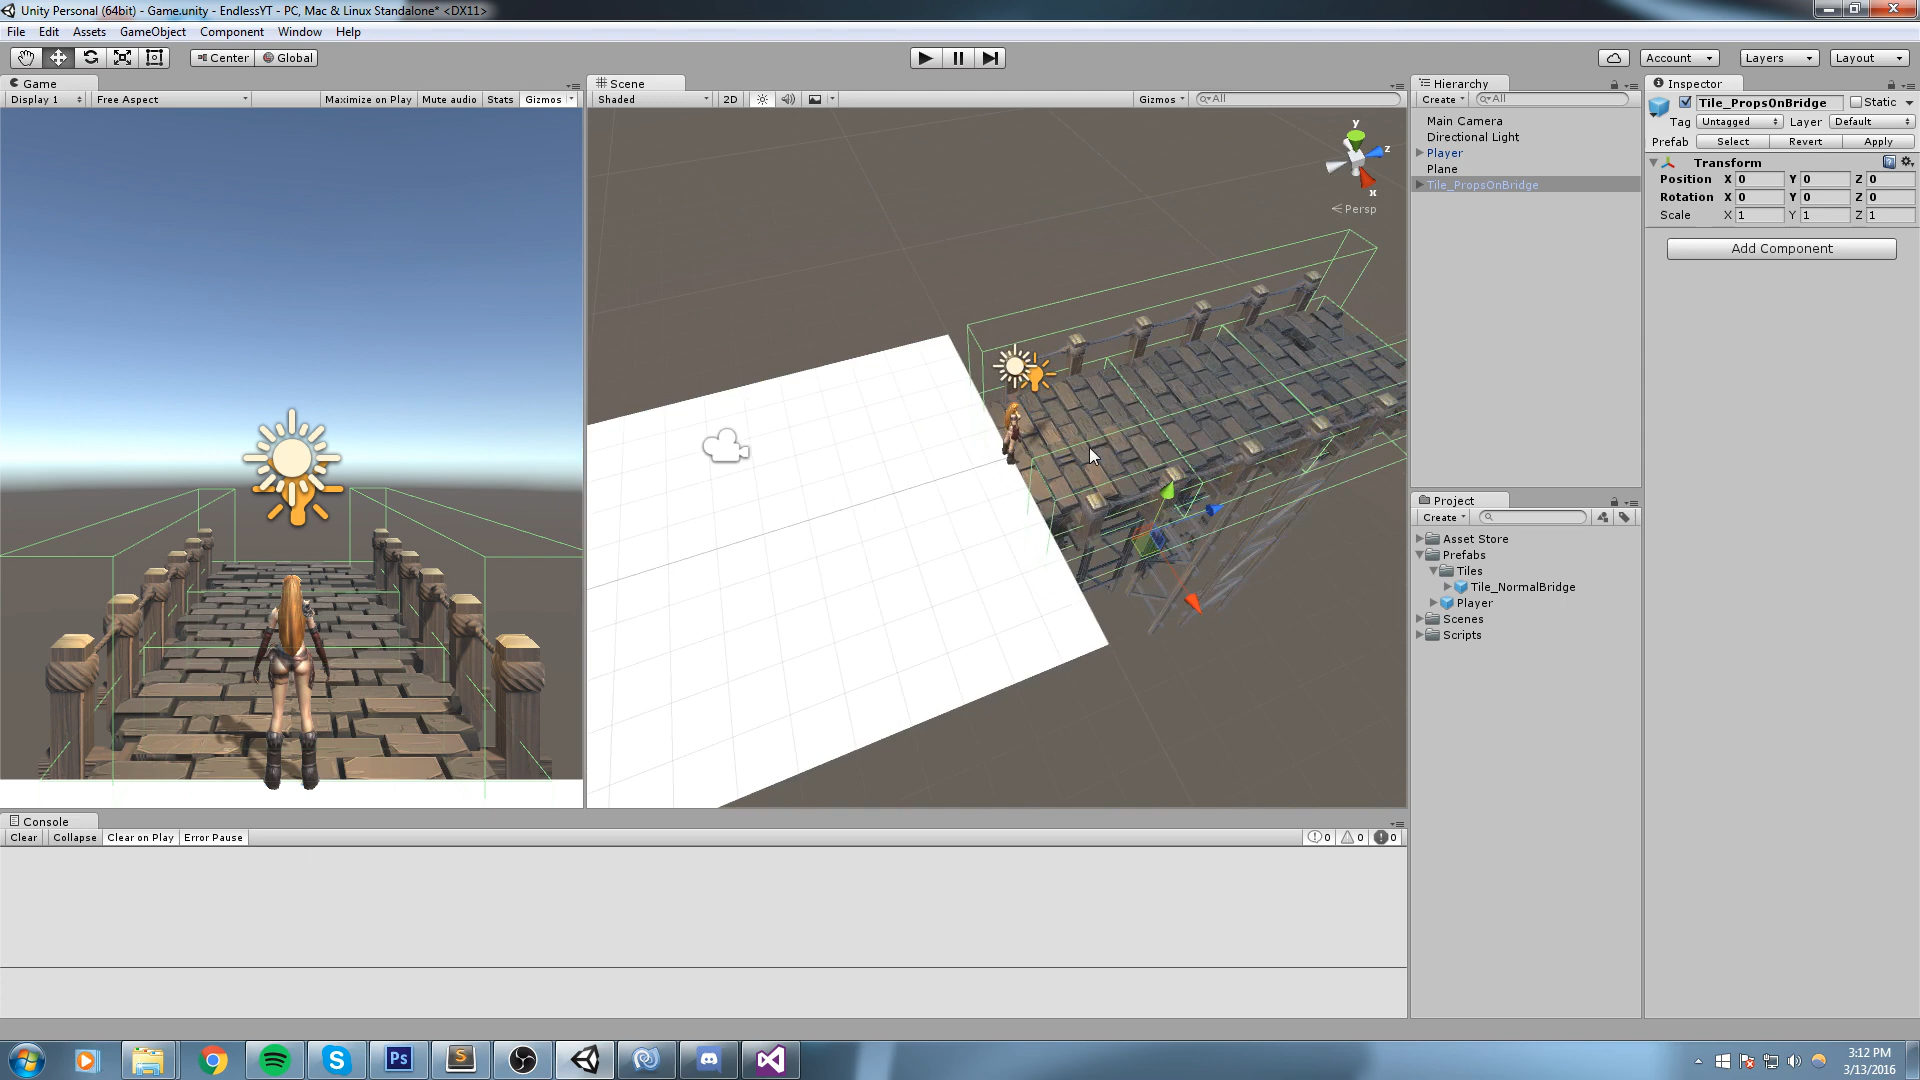 Unity Personal (64bit) - Game.unity - EndlessYT - PC, Mac & Linux Standalone* <DX11>
File Edit Assets GameObject Component Window Help
Center Global
Account Layers Layout
Game
Display 1 Free Aspect Maximize on Play Mute audio Stats Gizmos
Scene
Shaded 2D Gizmos All
y
z
x
Persp
Hierarchy
Create All
Main Camera
Directional Light
Player
Plane
Tile_PropsOnBridge
Project
Create
Asset Store
Prefabs
Tiles
Tile_NormalBridge
Player
Scenes
Scripts
Inspector
Tile_PropsOnBridge Static
Tag Untagged Layer Default
Prefab Select Revert Apply
Transform
Position X 0 Y 0 Z 0
Rotation X 0 Y 0 Z 0
Scale X 1 Y 1 Z 1
Add Component
Console
Clear Collapse Clear on Play Error Pause 0 0 0
Ps
S
S
3:12 PM
3/13/2016